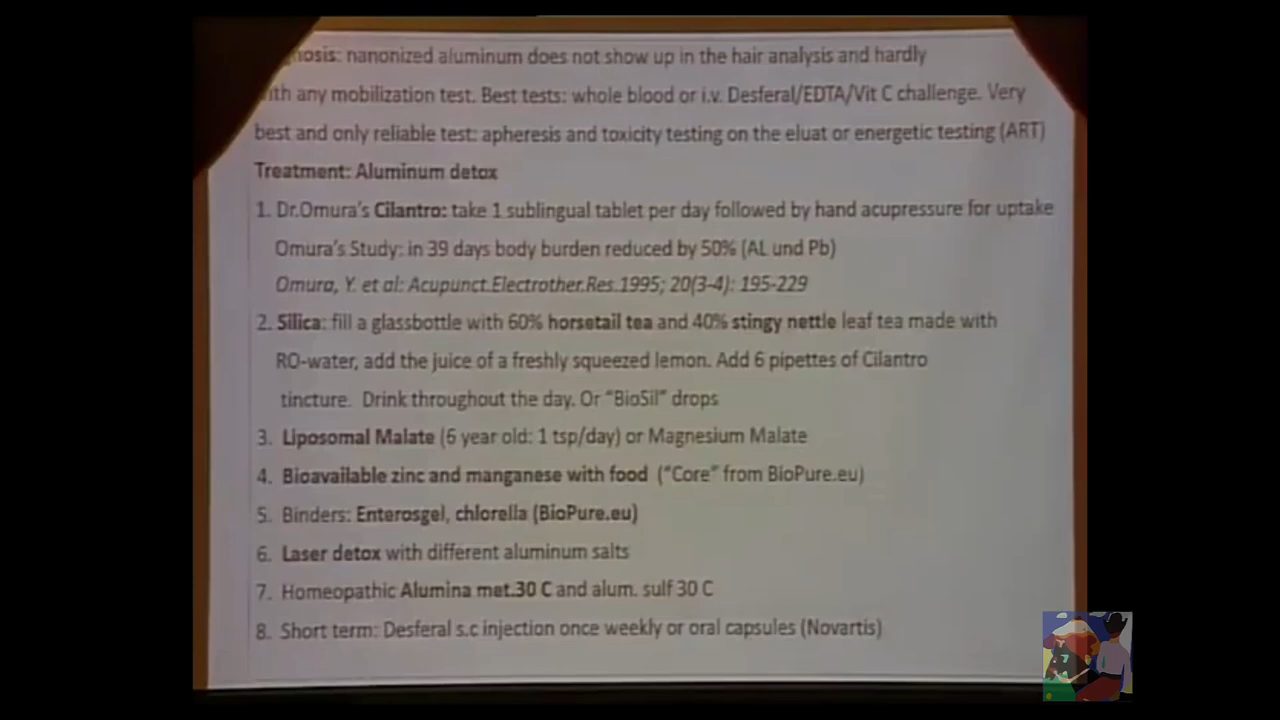 nosis: nanonized aluminum does not show up in the hair analysis and hardly
ith any mobilization test. Best tests: whole blood or i.v. Desferal/EDTA/Vit C challenge. Very
best and only reliable test: apheresis and toxicity testing on the eluat or energetic testing (ART)
Treatment: Aluminum detox
1. Dr.Omura's Cilantro: take 1 sublingual tablet per day followed by hand acupressure for uptake
Omura's Study: in 39 days body burden reduced by 50% (AL und Pb)
Omura, Y. et al: Acupunct.Electrother.Res.1995; 20(3-4): 195-229
2. Silica: fill a glassbottle with 60% horsetail tea and 40% stingy nettle leaf tea made with
RO-water, add the juice of a freshly squeezed lemon. Add 6 pipettes of Cilantro
tincture. Drink throughout the day. Or "BioSil" drops
3. Liposomal Malate (6 year old: 1 tsp/day) or Magnesium Malate
4. Bioavailable zinc and manganese with food ("Core" from BioPure.eu)
5. Binders: Enterosgel, chlorella (BioPure.eu)
6. Laser detox with different aluminum salts
7. Homeopathic Alumina met.30 C and alum. sulf 30 C
8. Short term: Desferal s.c injection once weekly or oral capsules (Novartis)